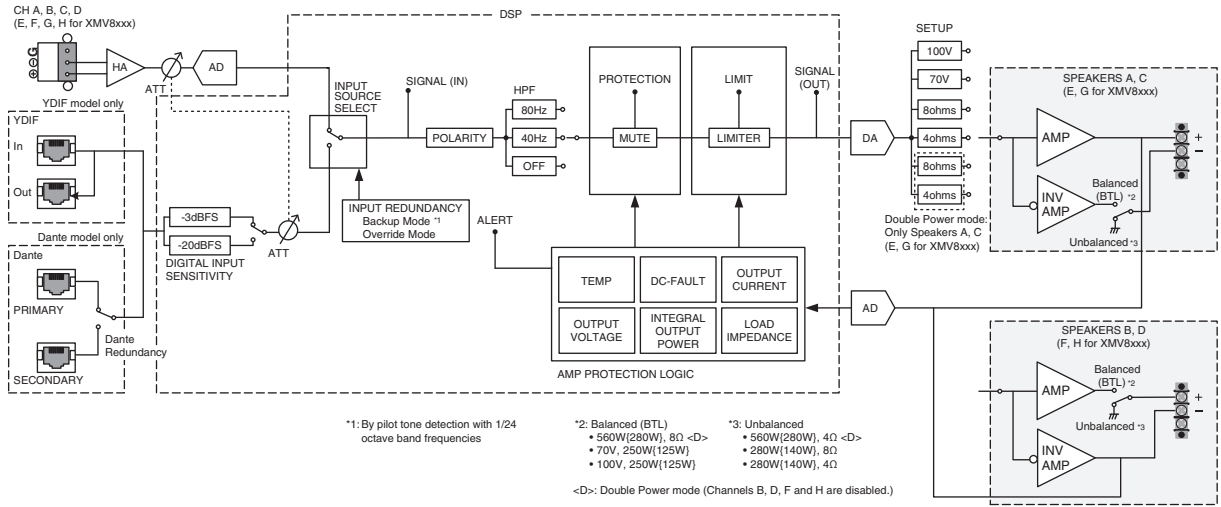 CH A, B, C, D
(E, F, G, H for XMV8xxx)
G
⊖
⊕
HA
ATT
AD
DSP
YDIF model only
YDIF
In
Out
Dante model only
Dante
PRIMARY
Dante
Redundancy
SECONDARY
-3dBFS
-20dBFS
DIGITAL INPUT
SENSITIVITY
ATT
INPUT
SOURCE
SELECT
INPUT REDUNDANCY
Backup Mode *1
Override Mode
SIGNAL (IN)
POLARITY
HPF
80Hz
40Hz
OFF
PROTECTION
MUTE
LIMIT
LIMITER
SIGNAL
(OUT)
ALERT
TEMP
DC-FAULT
OUTPUT
CURRENT
OUTPUT
VOLTAGE
INTEGRAL
OUTPUT
POWER
LOAD
IMPEDANCE
AMP PROTECTION LOGIC
DA
AD
SETUP
100V
70V
8ohms
4ohms
8ohms
4ohms
Double Power mode:
Only Speakers A, C
(E, G for XMV8xxx)
SPEAKERS A, C
(E, G for XMV8xxx)
AMP
INV
AMP
Balanced
(BTL) *2
Unbalanced *3
+
−
SPEAKERS B, D
(F, H for XMV8xxx)
AMP
INV
AMP
Balanced
(BTL) *2
Unbalanced *3
+
−
*1: By pilot tone detection with 1/24
octave band frequencies
*2: Balanced (BTL)
• 560W{280W}, 8Ω <D>
• 70V, 250W{125W}
• 100V, 250W{125W}
*3: Unbalanced
• 560W{280W}, 4Ω <D>
• 280W{140W}, 8Ω
• 280W{140W}, 4Ω
<D>: Double Power mode (Channels B, D, F and H are disabled.)